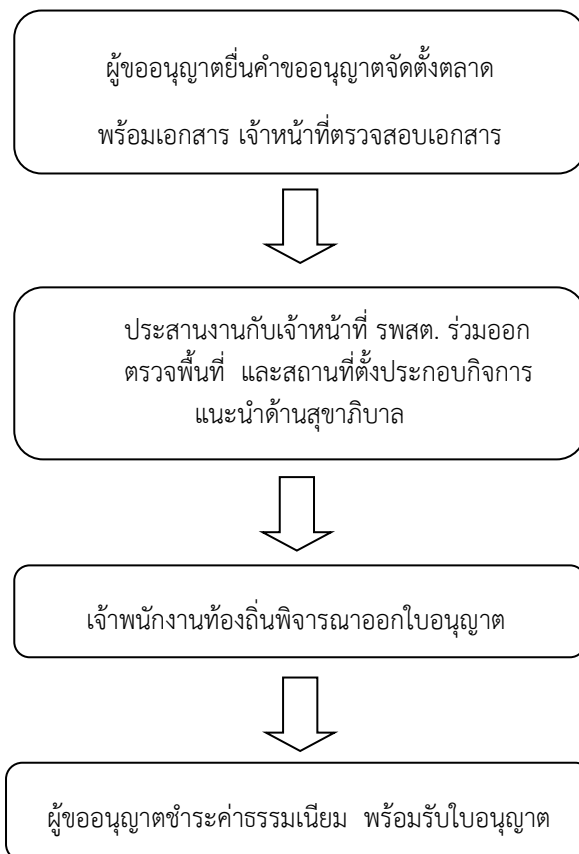 ผู้ขออนุญาตยื่นคำขออนุญาตจัดตั้งตลาด
พร้อมเอกสาร เจ้าหน้าที่ตรวจสอบเอกสาร
ประสานงานกับเจ้าหน้าที่ รพสต. ร่วมออก
ตรวจพื้นที่ และสถานที่ตั้งประกอบกิจการ
แนะนำด้านสุขาภิบาล
เจ้าพนักงานท้องถิ่นพิจารณาออกใบอนุญาต
ผู้ขออนุญาตชำระค่าธรรมเนียม พร้อมรับใบอนุญาต